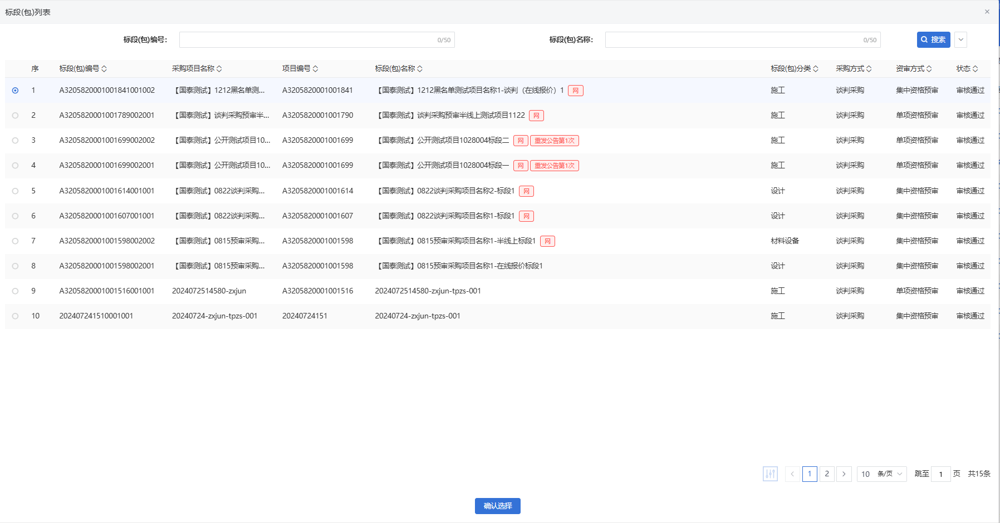 标段(包)列表
标段(包)编号： 0/50 标段(包)名称： 0/50 搜索
序 标段(包)编号 采购项目名称 项目编号 标段(包)名称 标段(包)分类 采购方式 资审方式 状态
1 A3205820001001841001002 【国泰测试】1212黑名单测... A3205820001001841 【国泰测试】1212黑名单测试项目名称1-谈判（在线报价）1 网 施工 谈判采购 集中资格预审 审核通过
2 A3205820001001789002001 【国泰测试】谈判采购预审半... A3205820001001790 【国泰测试】谈判采购预审半线上测试项目1122 网 施工 谈判采购 单项资格预审 审核通过
3 A3205820001001699002002 【国泰测试】公开测试项目10... A3205820001001699 【国泰测试】公开测试项目1028004标段二 网 重发公告第1次 施工 谈判采购 单项资格预审 审核通过
4 A3205820001001699002001 【国泰测试】公开测试项目10... A3205820001001699 【国泰测试】公开测试项目1028004标段一 网 重发公告第1次 施工 谈判采购 单项资格预审 审核通过
5 A3205820001001614001001 【国泰测试】0822谈判采购... A3205820001001614 【国泰测试】0822谈判采购项目名称2-标段1 网 设计 谈判采购 集中资格预审 审核通过
6 A3205820001001607001001 【国泰测试】0822谈判采购... A3205820001001607 【国泰测试】0822谈判采购项目名称1-标段1 网 设计 谈判采购 集中资格预审 审核通过
7 A3205820001001598002002 【国泰测试】0815预审采购... A3205820001001598 【国泰测试】0815预审采购项目名称1-半线上标段1 网 材料设备 谈判采购 集中资格预审 审核通过
8 A3205820001001598002001 【国泰测试】0815预审采购... A3205820001001598 【国泰测试】0815预审采购项目名称1-在线报价标段1 设计 谈判采购 集中资格预审 审核通过
9 A3205820001001516001001 2024072514580-zxjun A3205820001001516 2024072514580-zxjun-tpzs-001 施工 谈判采购 单项资格预审 审核通过
10 202407241510001001 20240724-zxjun-tpzs-001 20240724151 20240724-zxjun-tpzs-001 施工 谈判采购 集中资格预审 审核通过
1 2 10 条/页 跳至 1 页 共15条
确认选择